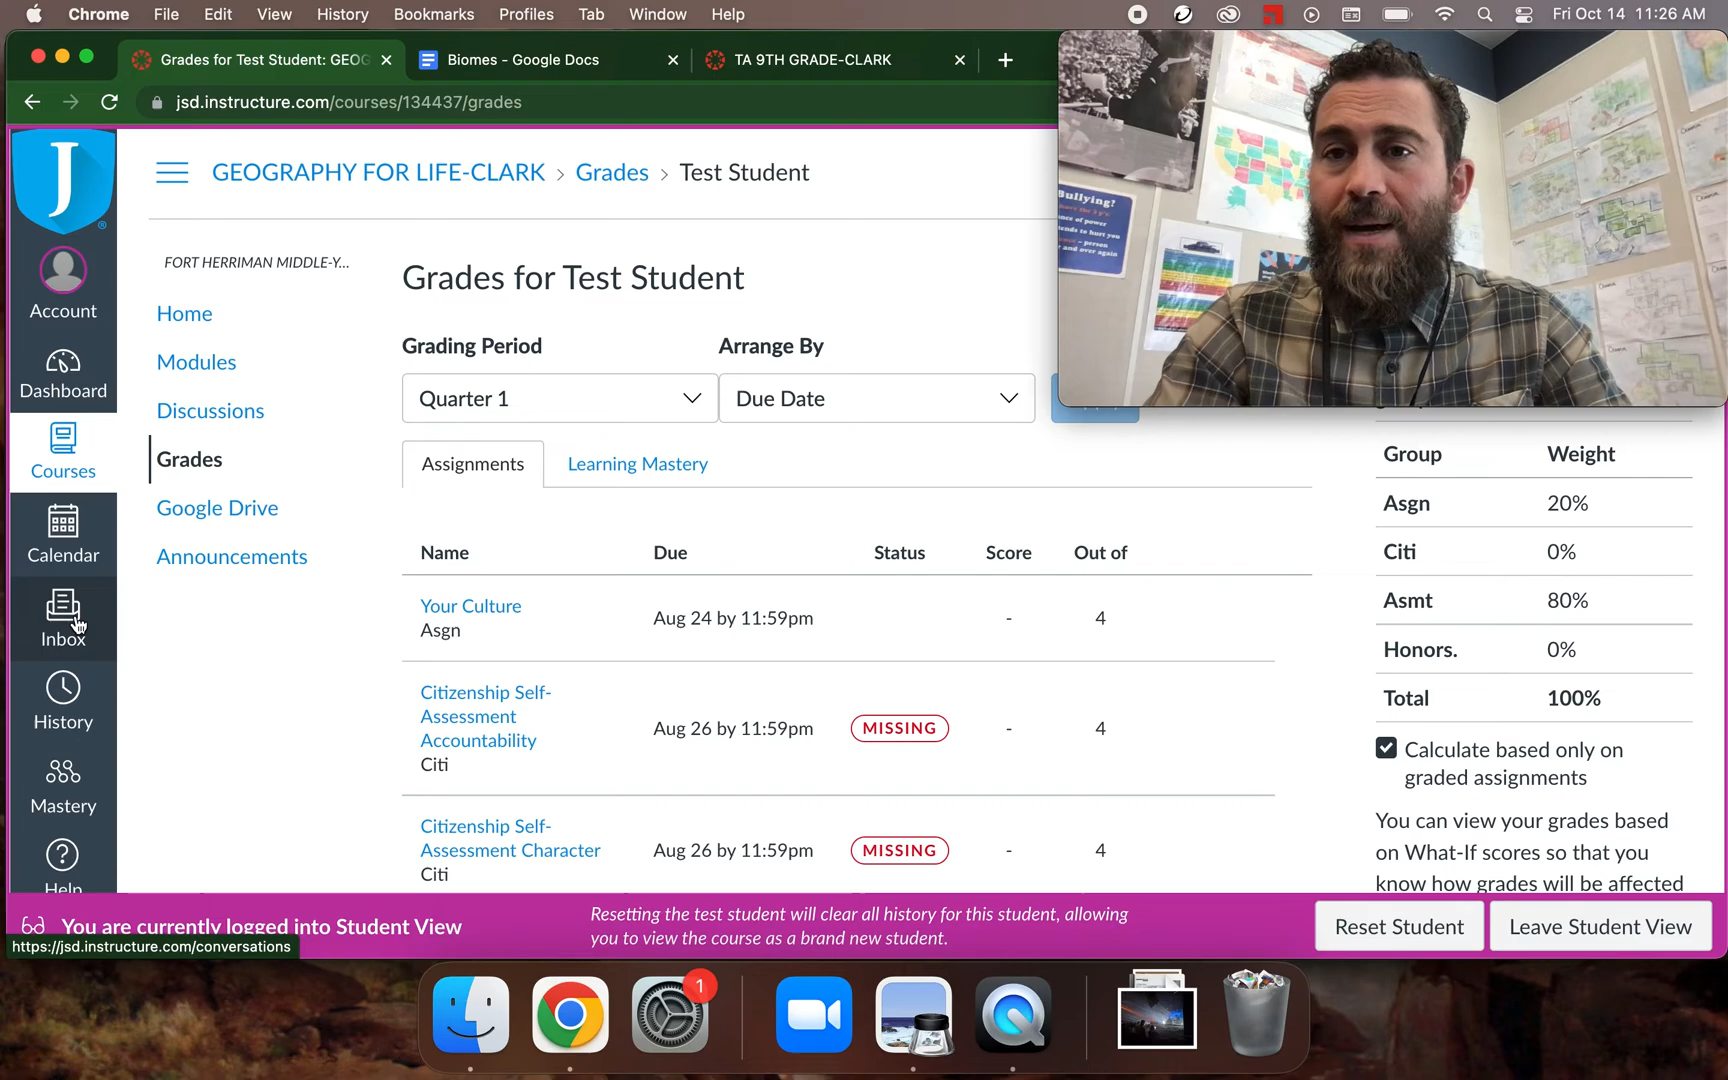 Chrome File Edit View History Bookmarks Profiles Tab Window Help
Fri Oct 14 11:26 AM
Grades for Test Student: GEOG
Biomes - Google Docs
TA 9TH GRADE-CLARK
jsd.instructure.com/courses/134437/grades
J
GEOGRAPHY FOR LIFE-CLARK > Grades > Test Student
Account
Dashboard
Courses
Calendar
Inbox
History
Mastery
Help
FORT HERRIMAN MIDDLE-Y...
Home
Modules
Discussions
Grades
Google Drive
Announcements
Grades for Test Student
Grading Period
Arrange By
Quarter 1
Due Date
Assignments
Learning Mastery
Name Due Status Score Out of
Your Culture
Asgn
Aug 24 by 11:59pm - 4
Citizenship Self-
Assessment
Accountability
Citi
Aug 26 by 11:59pm MISSING - 4
Citizenship Self-
Assessment Character
Citi
Aug 26 by 11:59pm MISSING - 4
Bullying?
Group Weight
Asgn 20%
Citi 0%
Asmt 80%
Honors. 0%
Total 100%
Calculate based only on
graded assignments
You can view your grades based
on What-If scores so that you
know how grades will be affected
You are currently logged into Student View
Resetting the test student will clear all history for this student, allowing
you to view the course as a brand new student.
Reset Student
Leave Student View
https://jsd.instructure.com/conversations
1